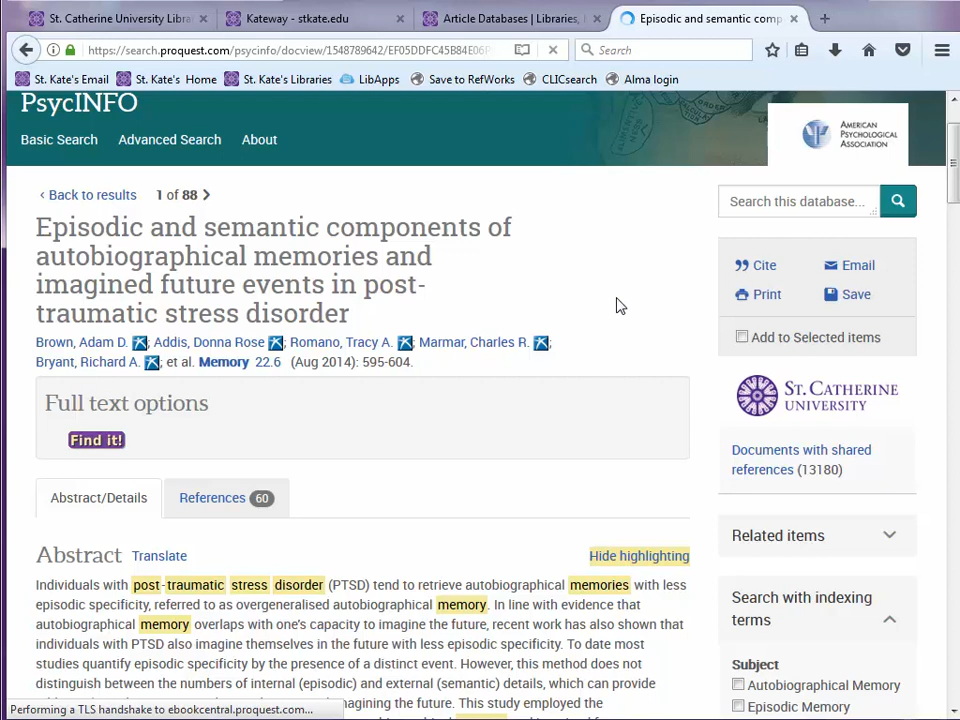 St. Catherine University Libra
Kateway - stkate.edu
Article Databases | Libraries,
Episodic and semantic comp
https://search.proquest.com/psycinfo/docview/1548789642/EF05DDFC45B84E06
Search
St. Kate's Email
St. Kate's Home
St. Kate's Libraries
LibApps
Save to RefWorks
CLICsearch
Alma login
PsycINFO
AMERICAN
PSYCHOLOGICAL
ASSOCIATION
Basic Search
Advanced Search
About
‹ Back to results
1 of 88
Search this database...
Episodic and semantic components of
autobiographical memories and
imagined future events in post-
traumatic stress disorder
Cite
Email
Print
Save
Add to Selected items
Brown, Adam D. ; Addis, Donna Rose ; Romano, Tracy A. ; Marmar, Charles R. ;
Bryant, Richard A. ; et al. Memory 22.6 (Aug 2014): 595-604.
Full text options
Find it!
ST. CATHERINE
UNIVERSITY
Documents with shared
references (13180)
Abstract/Details
References 60
Related items
Abstract
Translate
Hide highlighting
Individuals with post-traumatic stress disorder (PTSD) tend to retrieve autobiographical memories with less
episodic specificity, referred to as overgeneralised autobiographical memory. In line with evidence that
autobiographical memory overlaps with one's capacity to imagine the future, recent work has also shown that
individuals with PTSD also imagine themselves in the future with less episodic specificity. To date most
studies quantify episodic specificity by the presence of a distinct event. However, this method does not
distinguish between the numbers of internal (episodic) and external (semantic) details, which can provide
imagining the future. This study employed the
Search with indexing
terms
Subject
Autobiographical Memory
Episodic Memory
Performing a TLS handshake to ebookcentral.proquest.com...